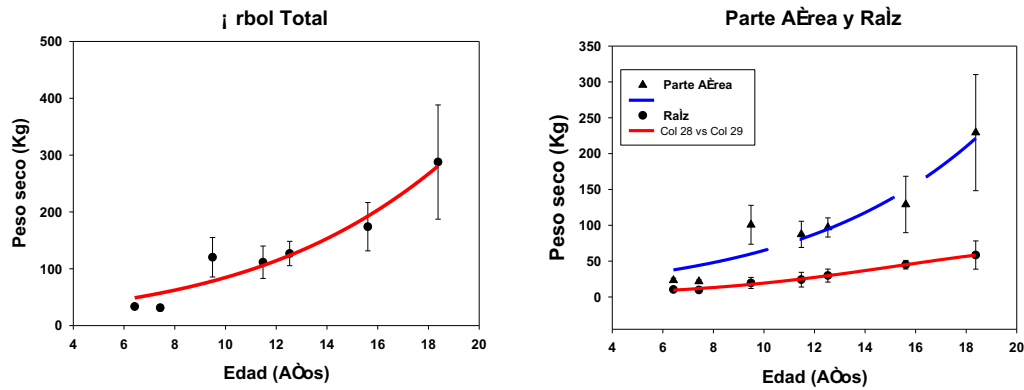 ¡ rbol Total
Peso seco (Kg)
500
400
300
200
100
0
4 6 8 10 12 14 16 18 20
Edad (AÒos)
Parte AÈrea y RaÌz
Peso seco (Kg)
350
300
250
200
150
100
50
0
Parte AÈrea
RaÌz
Col 28 vs Col 29
4 6 8 10 12 14 16 18 20
Edad (AÒos)